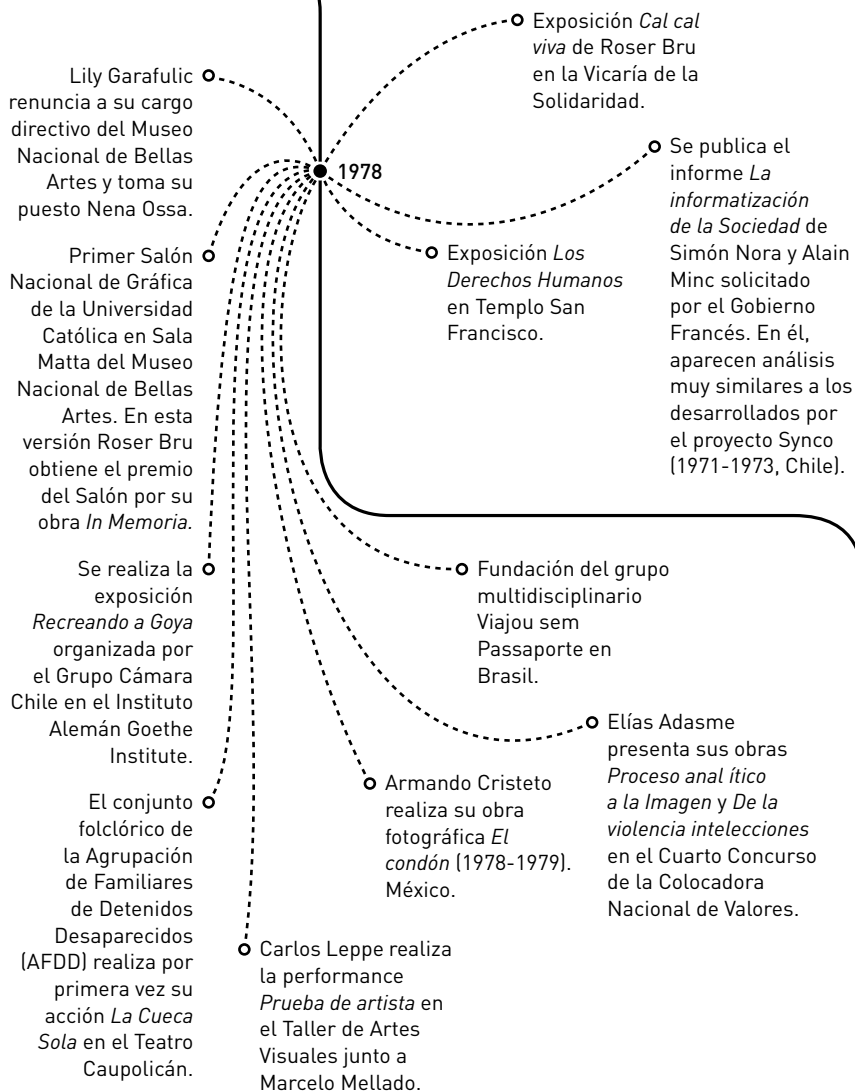 Exposición Cal cal
viva de Roser Bru
en la Vicaría de la
Solidaridad.
Lily Garafulic
renuncia a su cargo
directivo del Museo
Nacional de Bellas
Artes y toma su
puesto Nena Ossa.
1978
Se publica el
informe La
informatización
de la Sociedad de
Simón Nora y Alain
Minc solicitado
por el Gobierno
Francés. En él,
aparecen análisis
muy similares a los
desarrollados por
el proyecto Synco
(1971-1973, Chile).
Exposición Los
Derechos Humanos
en Templo San
Francisco.
Primer Salón
Nacional de Gráfica
de la Universidad
Católica en Sala
Matta del Museo
Nacional de Bellas
Artes. En esta
versión Roser Bru
obtiene el premio
del Salón por su
obra In Memoria.
Se realiza la
exposición
Recreando a Goya
organizada por
el Grupo Cámara
Chile en el Instituto
Alemán Goethe
Institute.
Fundación del grupo
multidisciplinario
Viajou sem
Passaporte en
Brasil.
Elías Adasme
presenta sus obras
Proceso anal ítico
a la Imagen y De la
violencia intelecciones
en el Cuarto Concurso
de la Colocadora
Nacional de Valores.
Armando Cristeto
realiza su obra
fotográfica El
condón (1978-1979).
México.
El conjunto
folclórico de
la Agrupación
de Familiares
de Detenidos
Desaparecidos
(AFDD) realiza por
primera vez su
acción La Cueca
Sola en el Teatro
Caupolicán.
Carlos Leppe realiza
la performance
Prueba de artista en
el Taller de Artes
Visuales junto a
Marcelo Mellado.